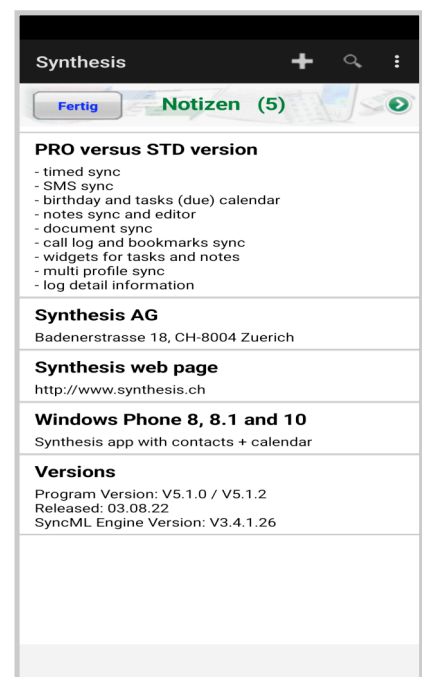 Synthesis
Fertig
Notizen (5)
PRO versus STD version
- timed sync
- SMS sync
- birthday and tasks (due) calendar
- notes sync and editor
- document sync
- call log and bookmarks sync
- widgets for tasks and notes
- multi profile sync
- log detail information
Synthesis AG
Badenerstrasse 18, CH-8004 Zuerich
Synthesis web page
http://www.synthesis.ch
Windows Phone 8, 8.1 and 10
Synthesis app with contacts + calendar
Versions
Program Version: V5.1.0 / V5.1.2
Released: 03.08.22
SyncML Engine Version: V3.4.1.26